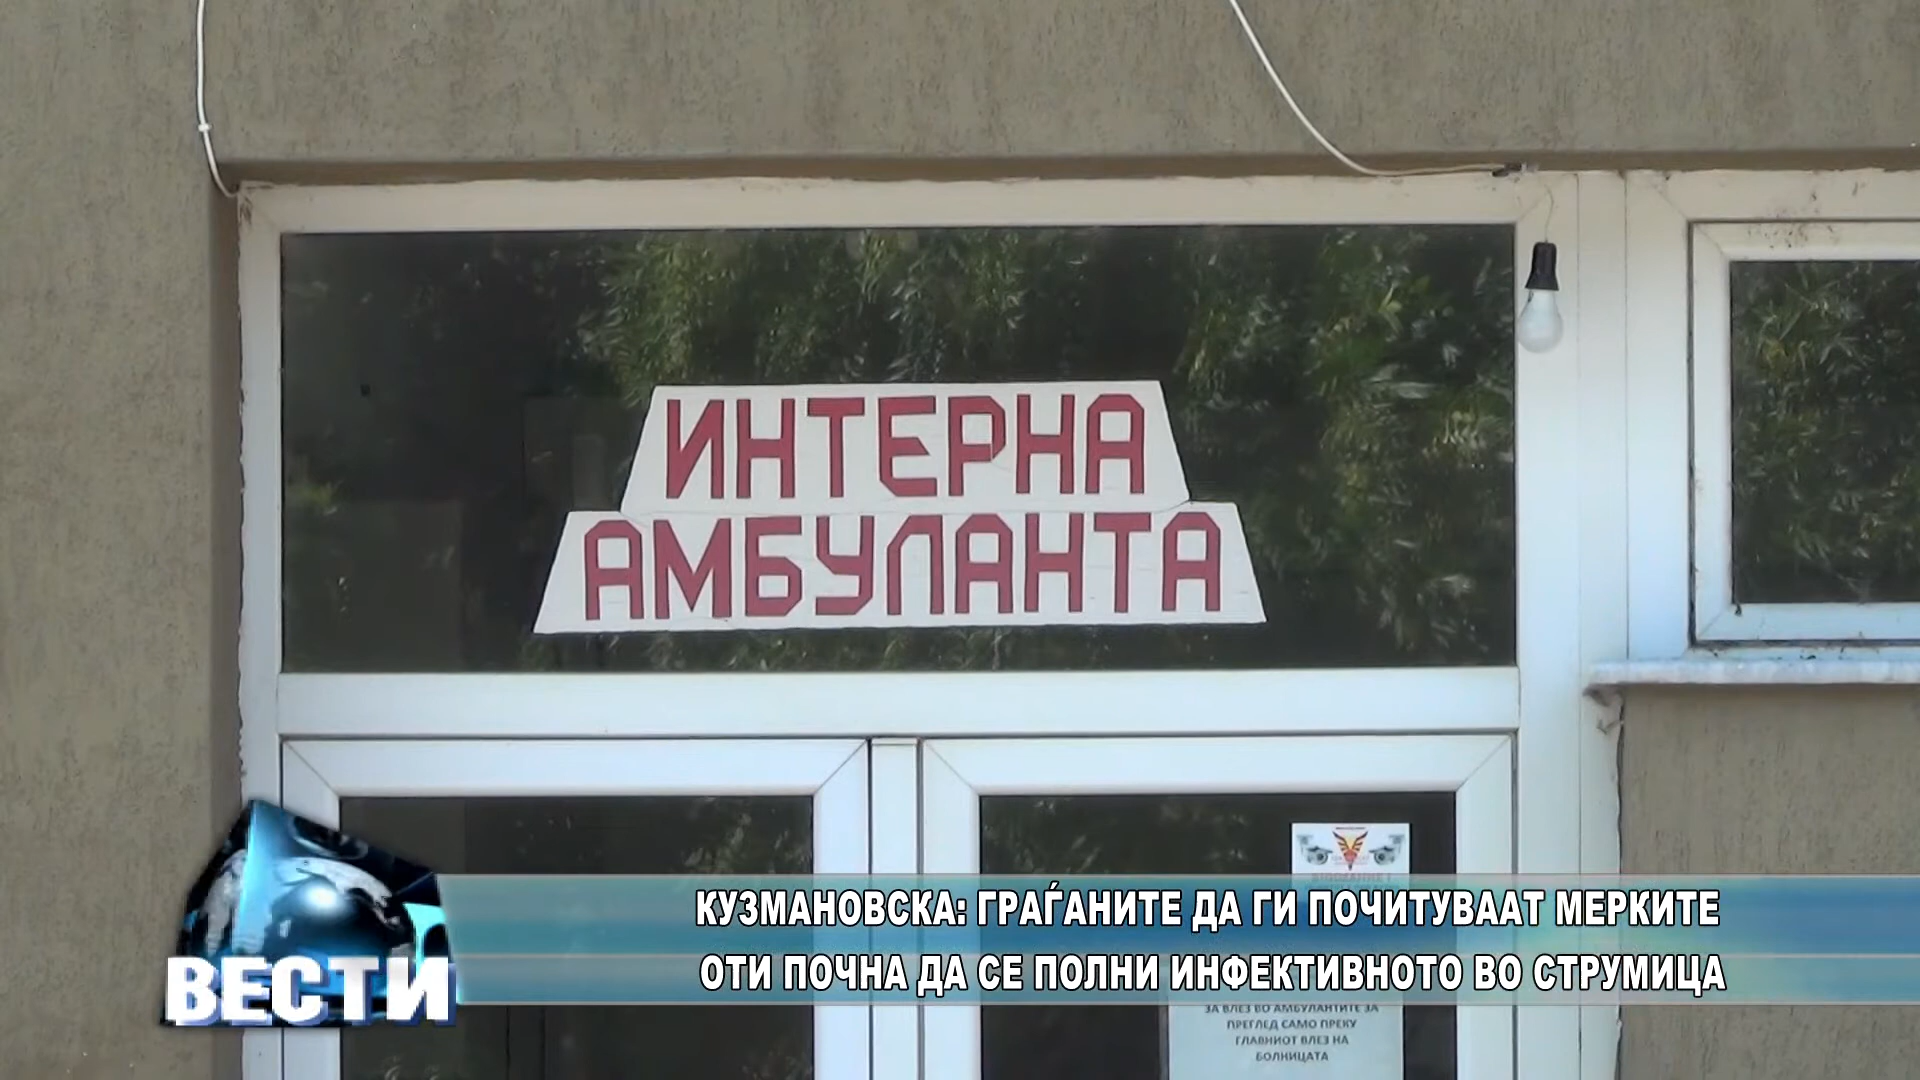 ИНТЕРНА
АМБУЛАНТА
КУЗМАНОВСКА: ГРАЃАНИТЕ ДА ГИ ПОЧИТУВААТ МЕРКИТЕ
ОТИ ПОЧНА ДА СЕ ПОЛНИ ИНФЕКТИВНОТО ВО СТРУМИЦА
ВЕСТИ
ЗА ВЛЕЗ ВО АМБУЛАНТИТЕ ЗА
ПРЕГЛЕД САМО ПРЕКУ
ГЛАВНИОТ ВЛЕЗ НА
БОЛНИЦАТА